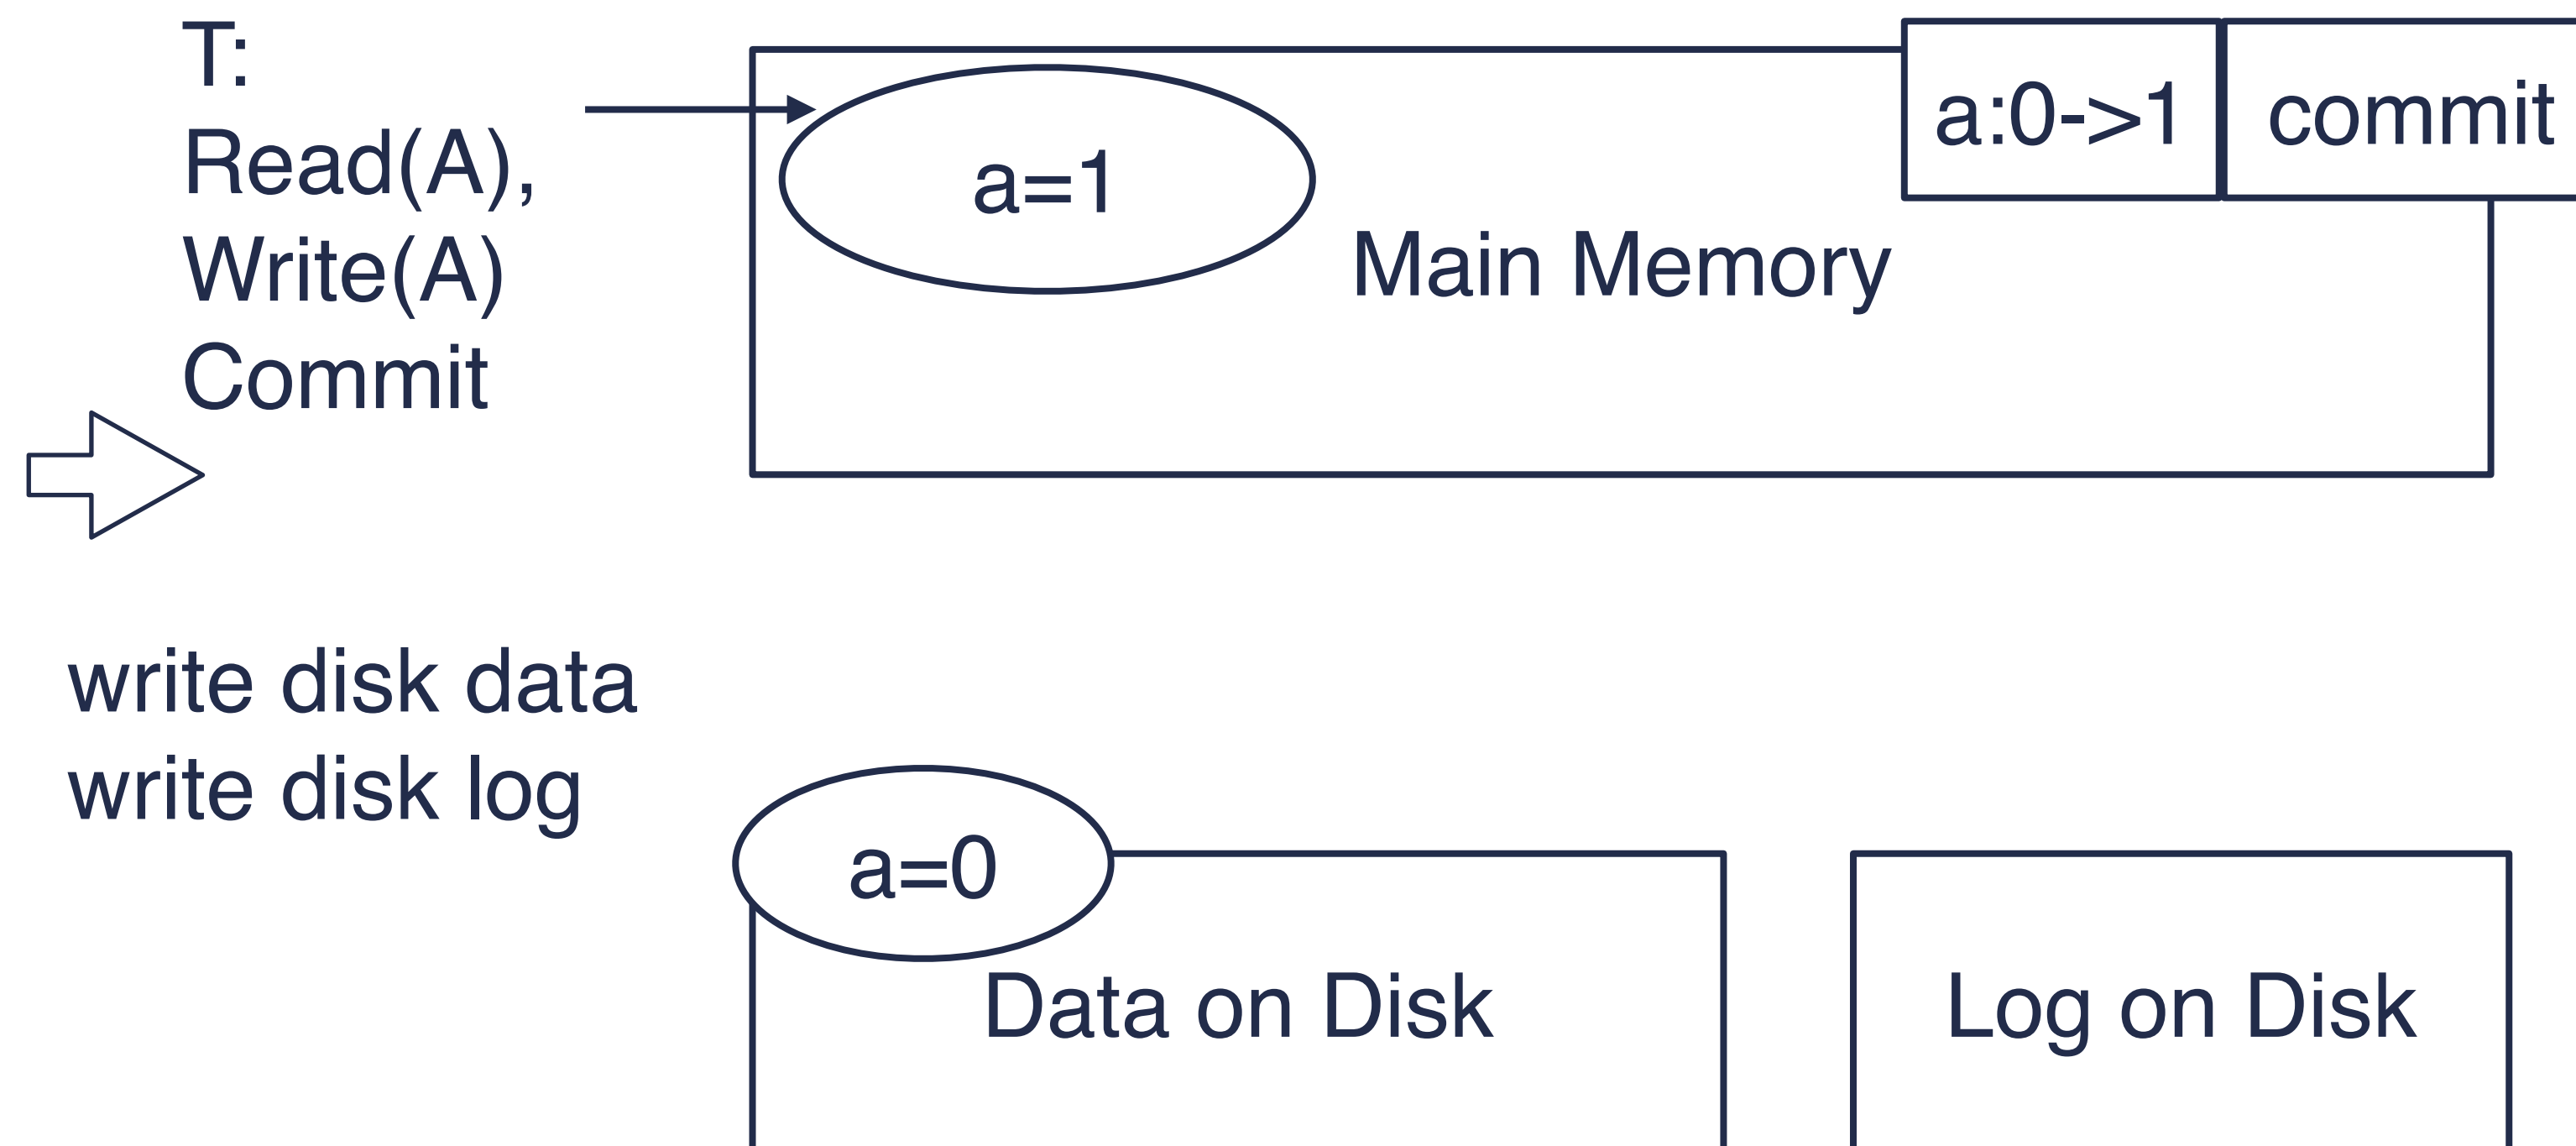 T:
Read(A),
Write(A)
Commit
a=1
Main Memory
a:0->1
commit
write disk data
write disk log
a=0
Data on Disk
Log on Disk